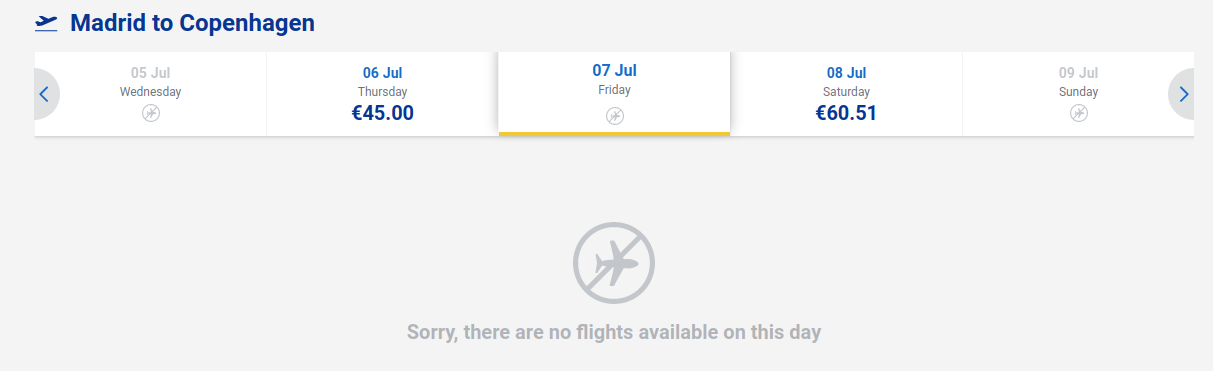 Madrid to Copenhagen
05 Jul
Wednesday
06 Jul
Thursday
€45.00
07 Jul
Friday
08 Jul
Saturday
€60.51
09 Jul
Sunday
Sorry, there are no flights available on this day